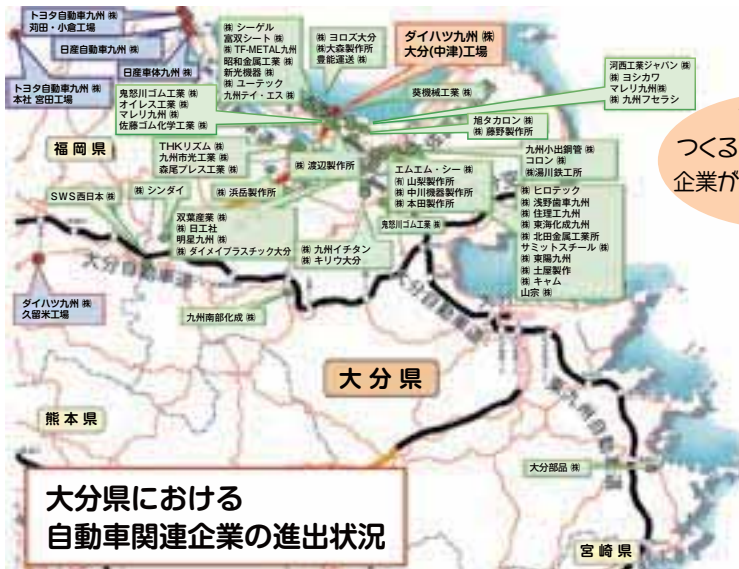 トヨタ自動車九州 ㈱
苅田・小倉工場
日産自動車九州 ㈱
日産車体九州 ㈱
トヨタ自動車九州 ㈱
本社 宮田工場
㈱ シーゲル
富双シート ㈱
㈱ TF-METAL九州
昭和金属工業 ㈱
新光機器 ㈱
㈱ ユーテック
九州テイ・エス ㈱
㈱ ヨロズ大分
㈱ 大森製作所
豊能運送 ㈱
ダイハツ九州 ㈱
大分(中津)工場
河西工業ジャパン ㈱
㈱ ヨシカワ
マレリ九州㈱
㈱ 九州フセラシ
鬼怒川ゴム工業 ㈱
オイレス工業 ㈱
マレリ九州 ㈱
佐藤ゴム化学工業 ㈱
葵機械工業 ㈱
旭タカロン ㈱
㈱ 藤野製作所
つくる
企業が
福岡県
THKリズム ㈱
九州市光工業 ㈱
森尾プレス工業 ㈱
㈱ 渡辺製作所
エムエム・シー ㈱
㈲ 山梨製作所
㈱ 中川機器製作所
㈱ 本田製作所
九州小出鋼管 ㈱
コロン ㈱
㈱湯川鉄工所
SWS西日本 ㈱
㈱ シンダイ
㈱ 浜岳製作所
鬼怒川ゴム工業 ㈱
㈱ ヒロテック
㈱ 浅野歯車九州
㈱ 住理工九州
㈱ 東海化成九州
㈱ 北田金属工業所
サミットスチール ㈱
㈱ 東陽九州
㈱ 土屋製作
㈱ キャム
山宗 ㈱
双葉産業 ㈱
㈱ 日工社
明星九州 ㈱
㈱ ダイメイプラスチック大分
㈱ 九州イチタン
㈱ キリウ大分
大分自動車道
大分自動車道
ダイハツ九州 ㈱
久留米工場
九州南部化成 ㈱
大分県
東九州自動車道
熊本県
大分部品 ㈱
大分県における
自動車関連企業の進出状況
宮崎県